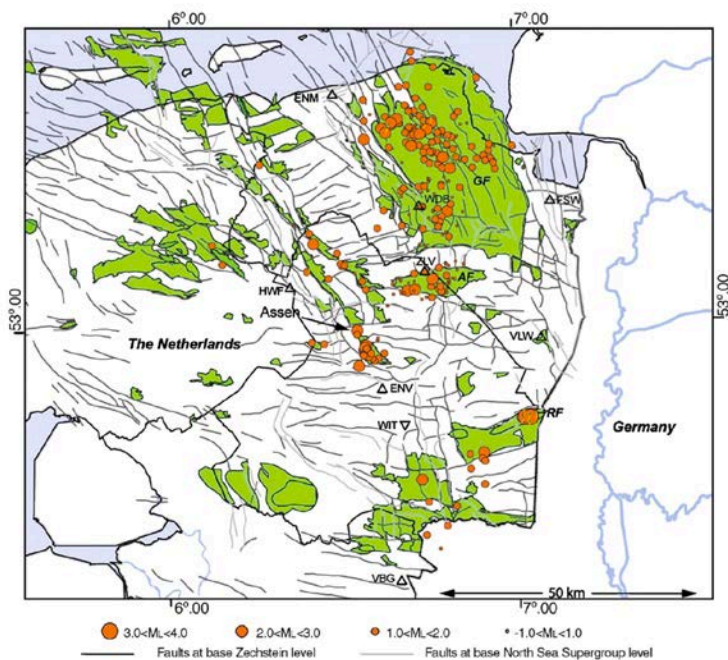 6°.00 7°.00
ENM
GF
WDB
FSW
ZLV
HWF AF
53°.00 53°.00
Assen
The Netherlands VLW
ENV
RF
WIT Germany
VBG
50 km
6°.00 7°.00
3.0<ML<4.0 2.0<ML<3.0 1.0<ML<2.0 -1.0<ML<1.0
Faults at base Zechstein level Faults at base North Sea Supergroup level